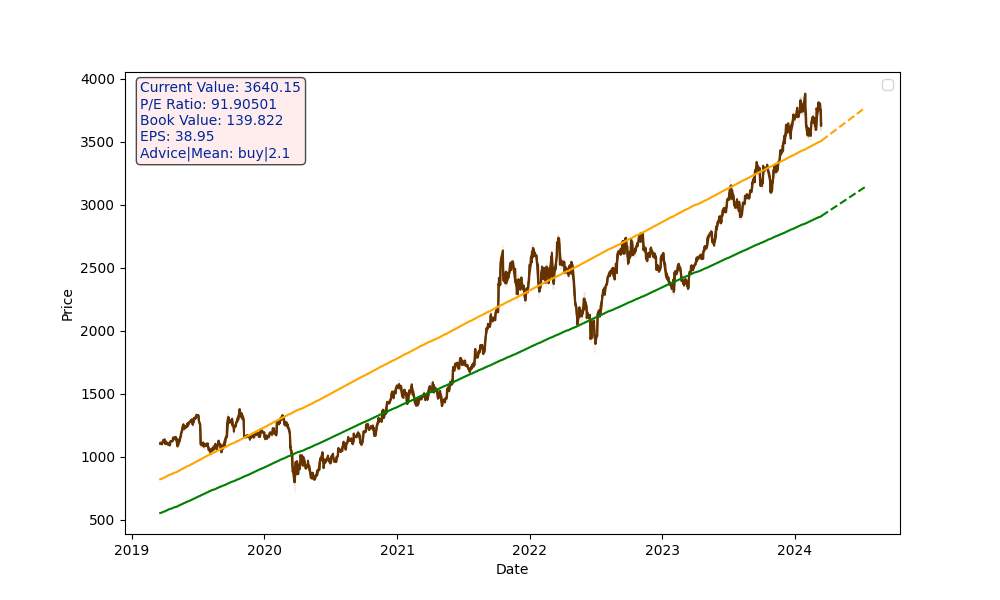 Current Value: 3640.15
P/E Ratio: 91.90501
Book Value: 139.822
EPS: 38.95
Advice|Mean: buy|2.1
4000
3500
3000
2500
2000
1500
1000
500
Price
2019 2020 2021 2022 2023 2024
Date